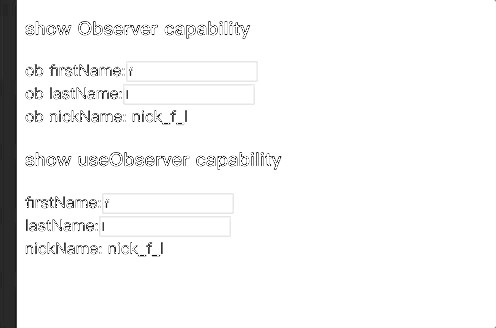 show Observer capability
ob firstName: f
ob lastName: l
ob nickName: nick_f_l
show useObserver capability
firstName: f
lastName: l
nickName: nick_f_l